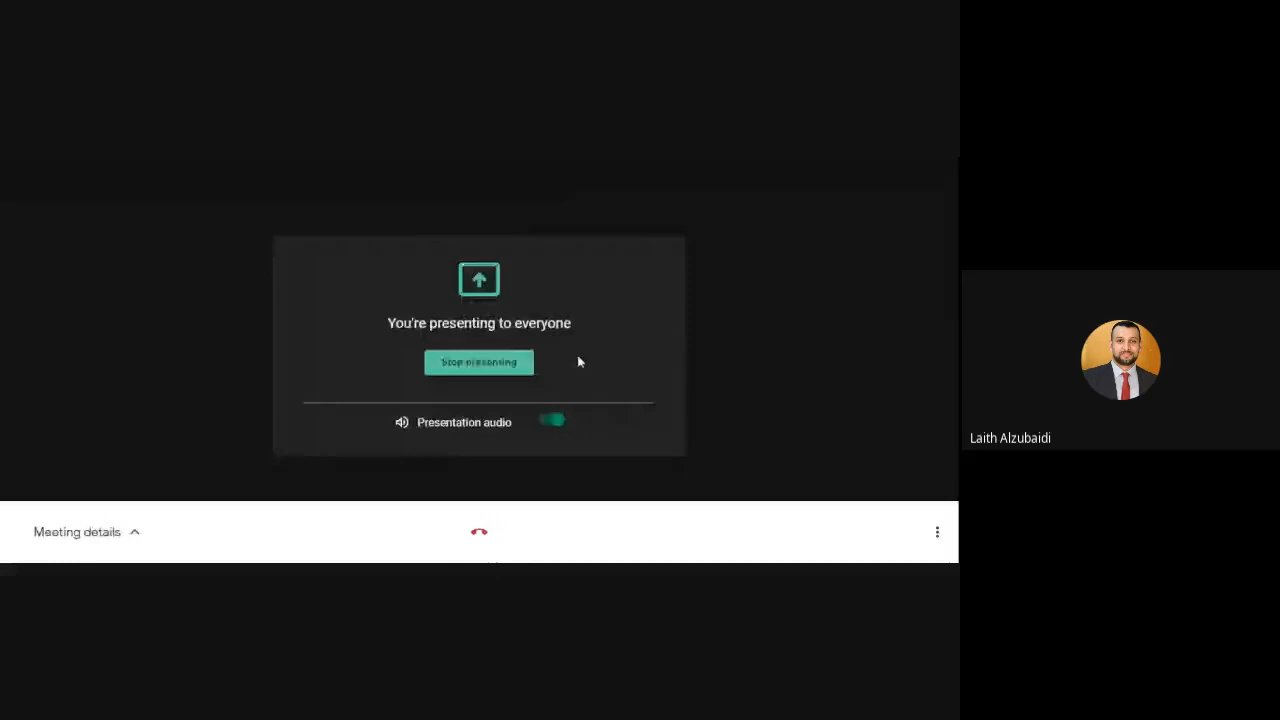 You're presenting to everyone
Stop presenting
Presentation audio
Laith Alzubaidi
Meeting details